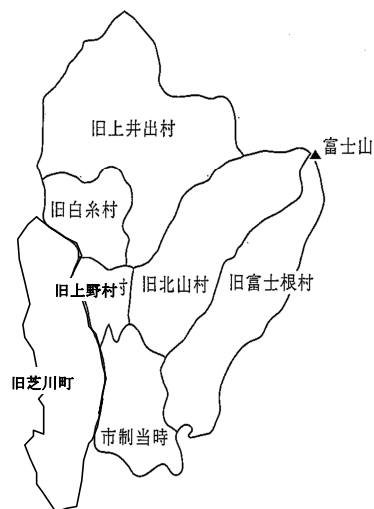 旧上井出村
富士山
旧白糸村
旧上野村
寸
旧北山村
旧富士根村
旧芝川町
市制当時